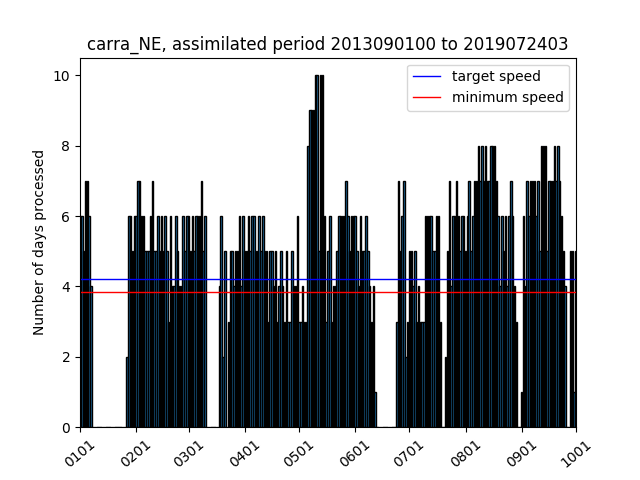 carra_NE, assimilated period 2013090100 to 2019072403
target speed
minimum speed
Number of days processed
10
8
6
4
2
0
0101 0201 0301 0401 0501 0601 0701 0801 0901 1001